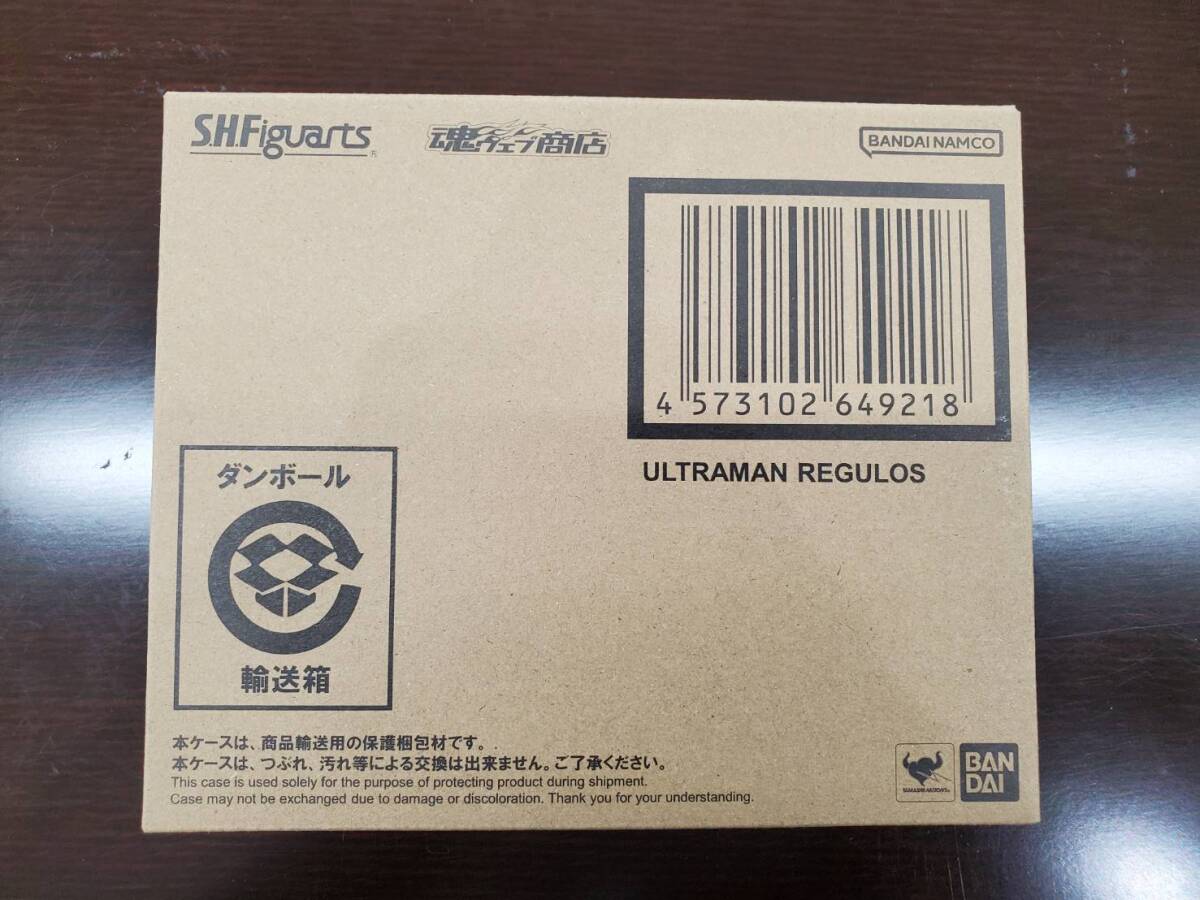 S.H.Figuarts
魂ウェブ商店
BANDAI NAMCO
4 573102 649218
ULTRAMAN REGULOS
ダンボール
輸送箱
本ケースは、商品輸送用の保護梱包材です。
本ケースは、つぶれ、汚れ等による交換は出来ません。ご了承ください。
This case is used solely for the purpose of protecting product during shipment.
Case may not be exchanged due to damage or discoloration. Thank you for your understanding.
TAMASHII NATIONS
BAN
DAI